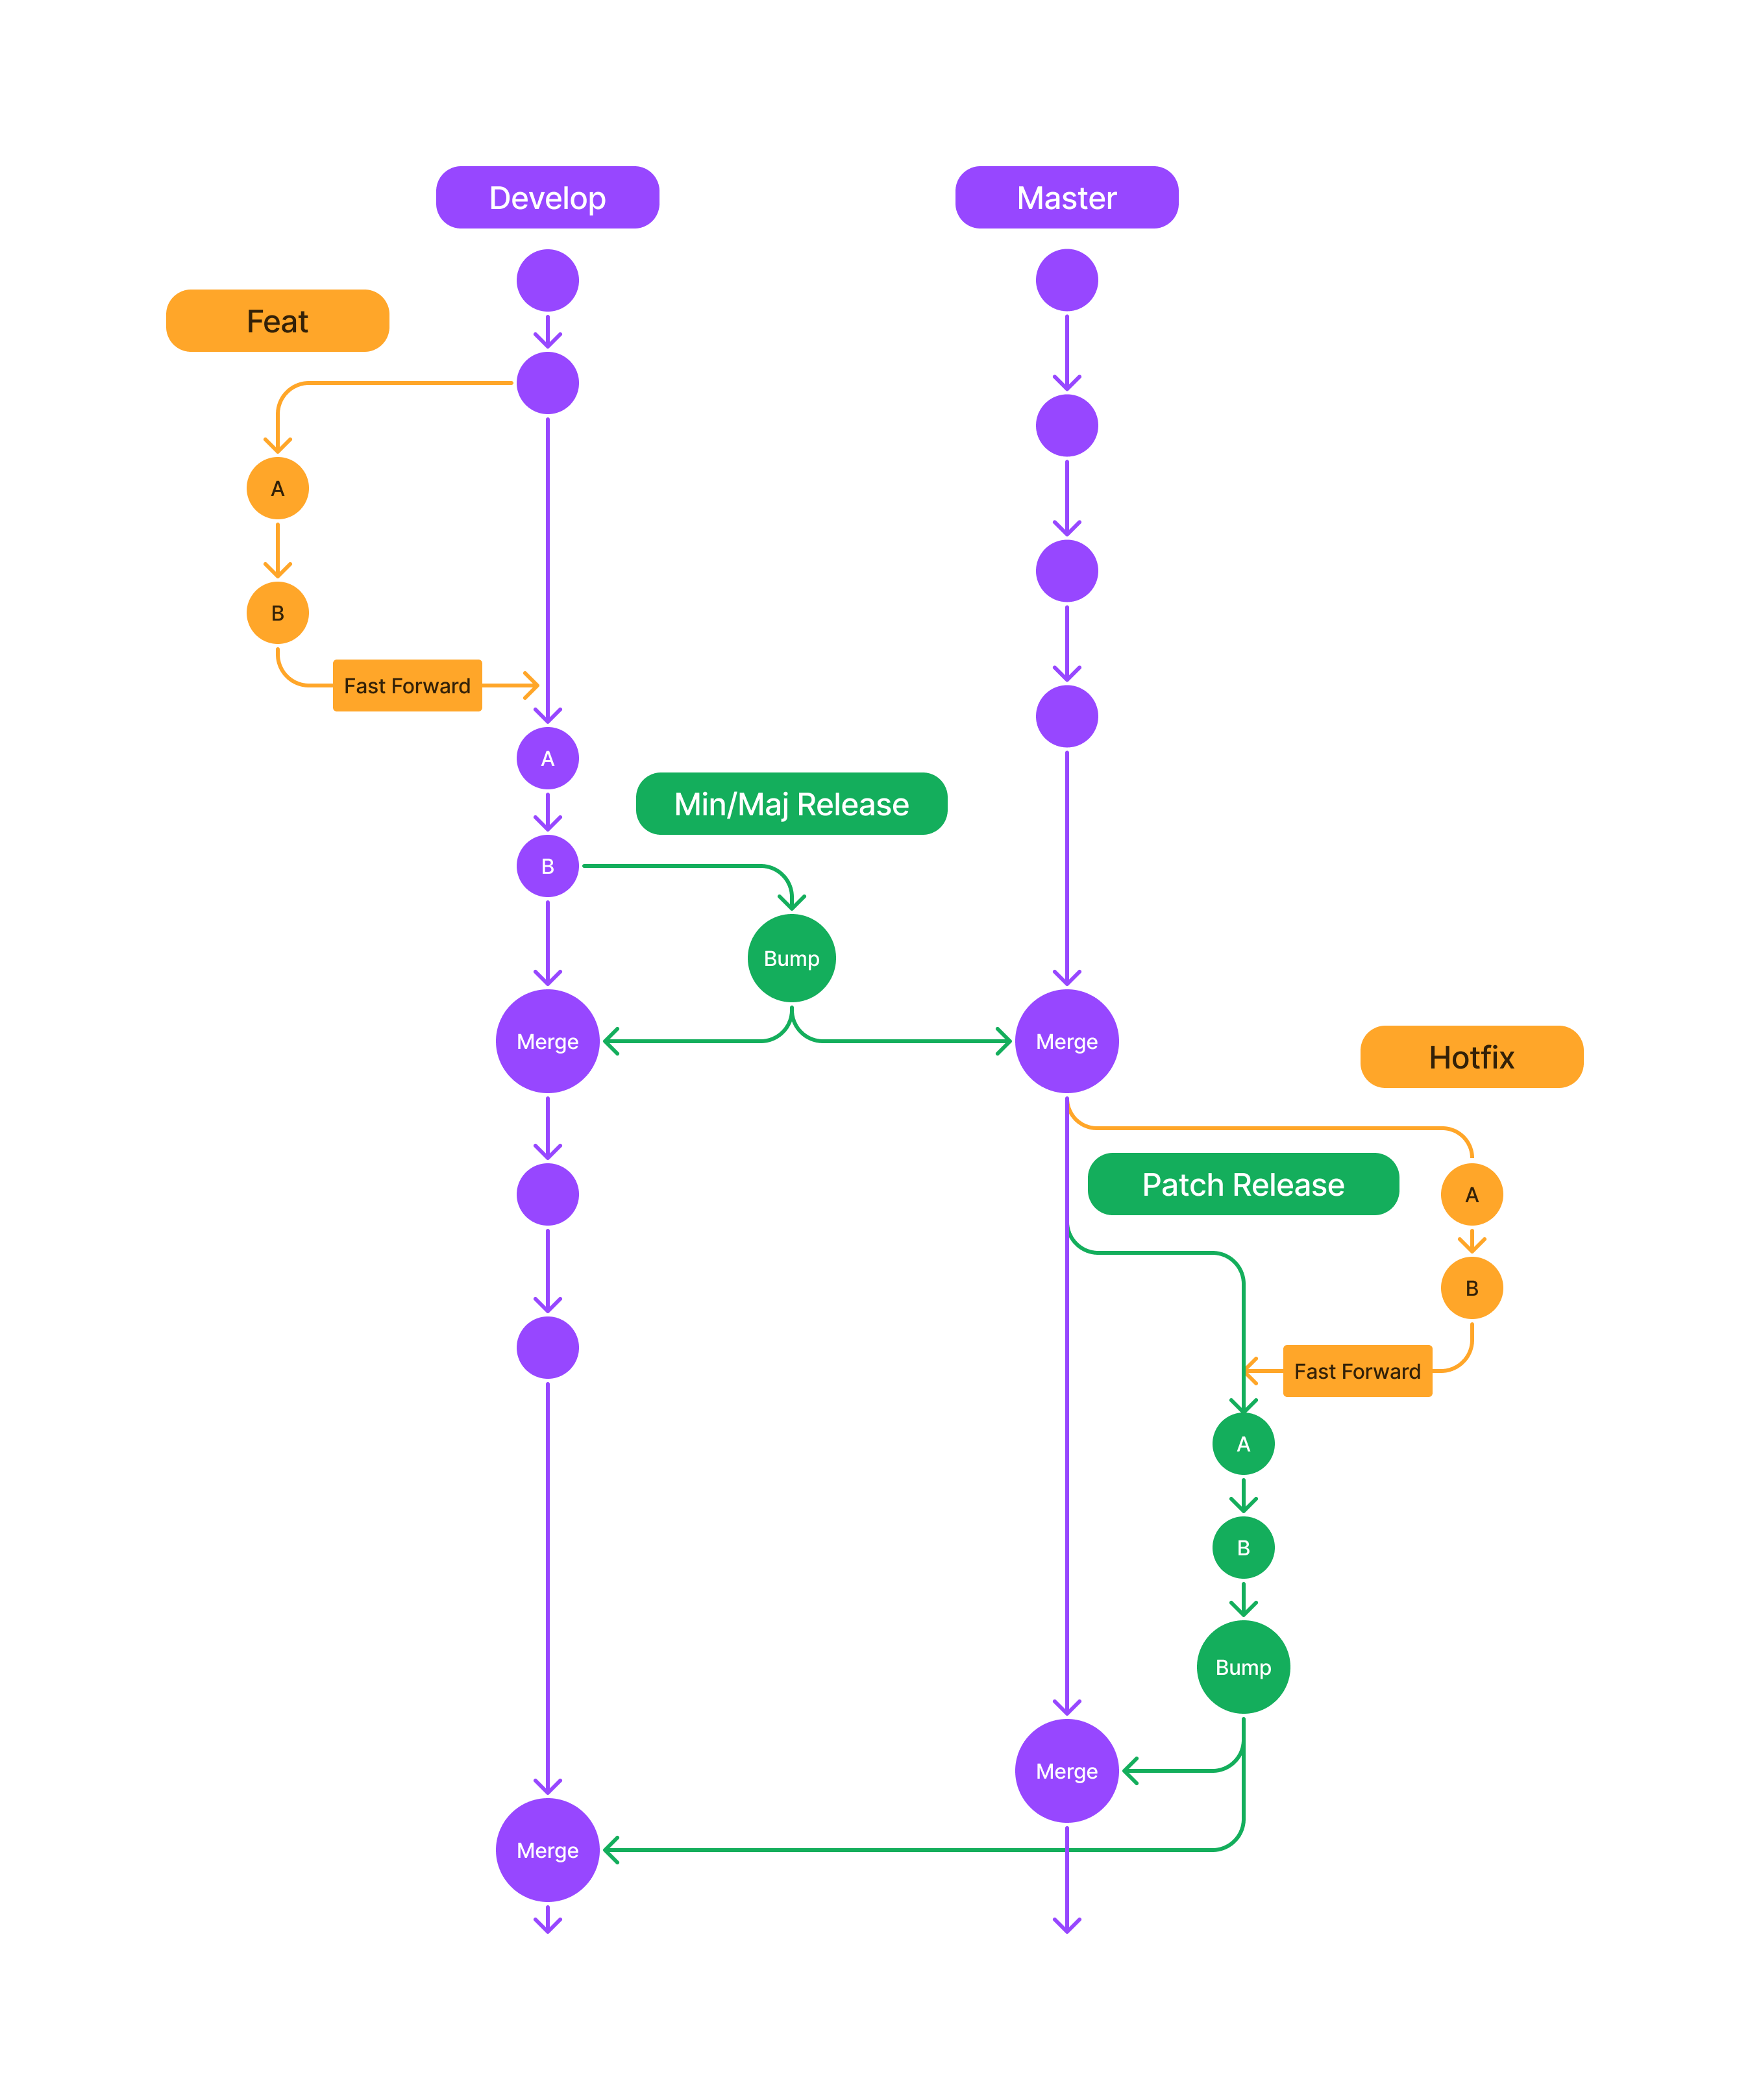 Develop
Master
Feat
A
B
Fast Forward
A
Min/Maj Release
B
Bump
Merge
Merge
Hotfix
Patch Release
A
B
Fast Forward
A
B
Bump
Merge
Merge